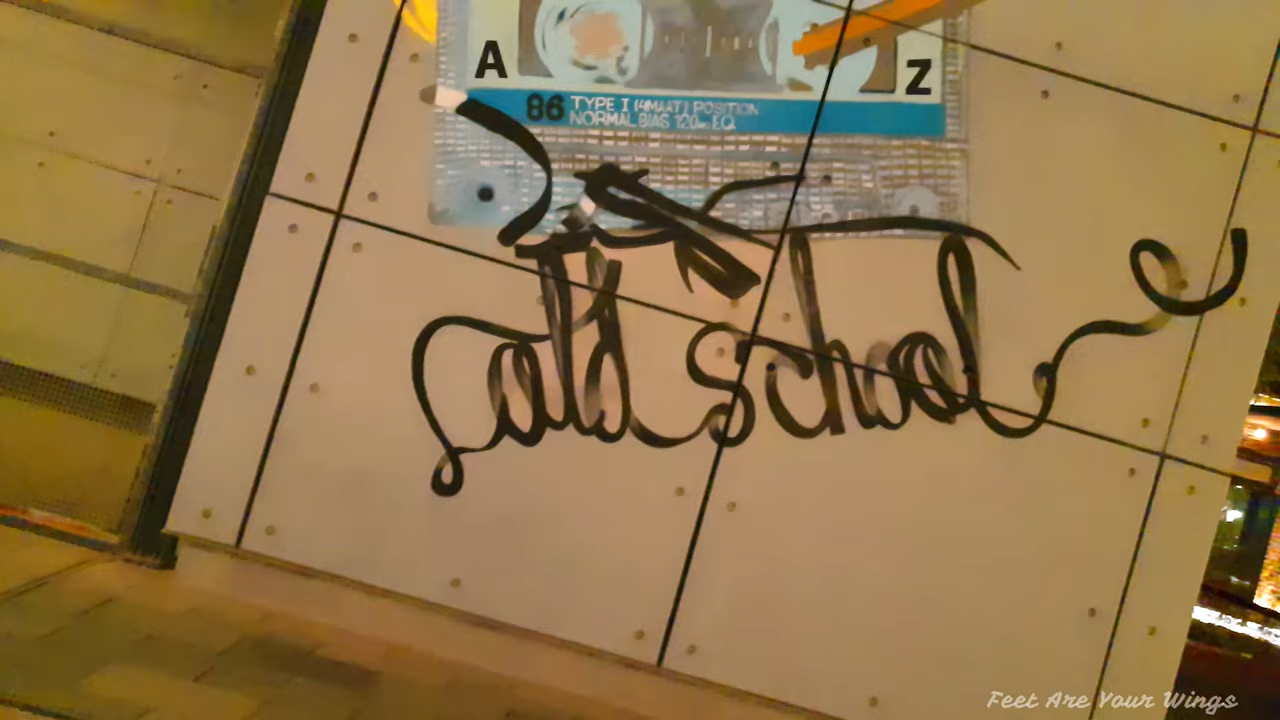 A
Z
86 TYPE I (4MAAT) POSITION
NORMAL BIAS 120µs EQ
old school
Feet Are Your Wings